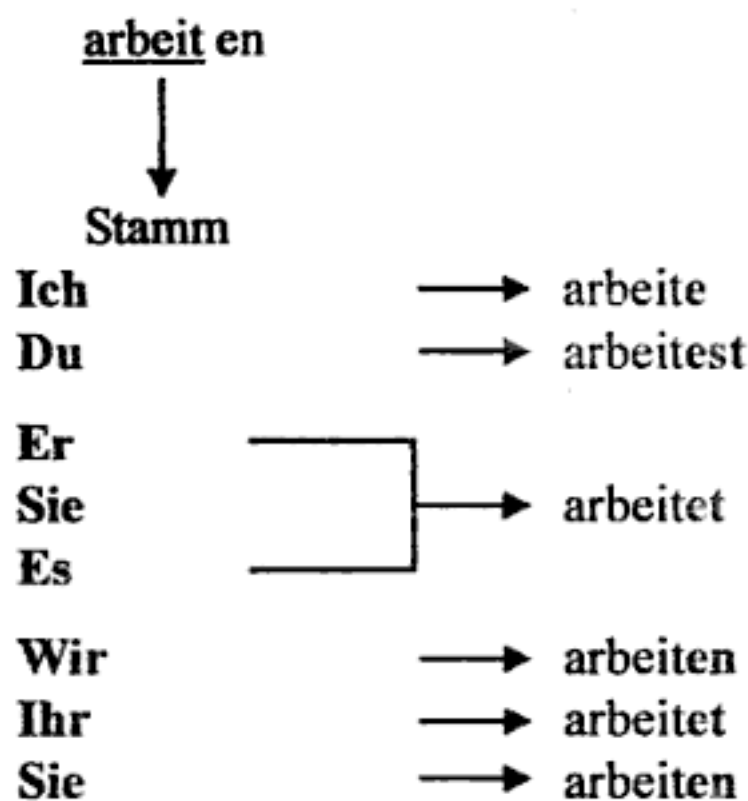 arbeit en
Stamm
Ich arbeite
Du arbeitest
Er
Sie arbeitet
Es
Wir arbeiten
Ihr arbeitet
Sie arbeiten